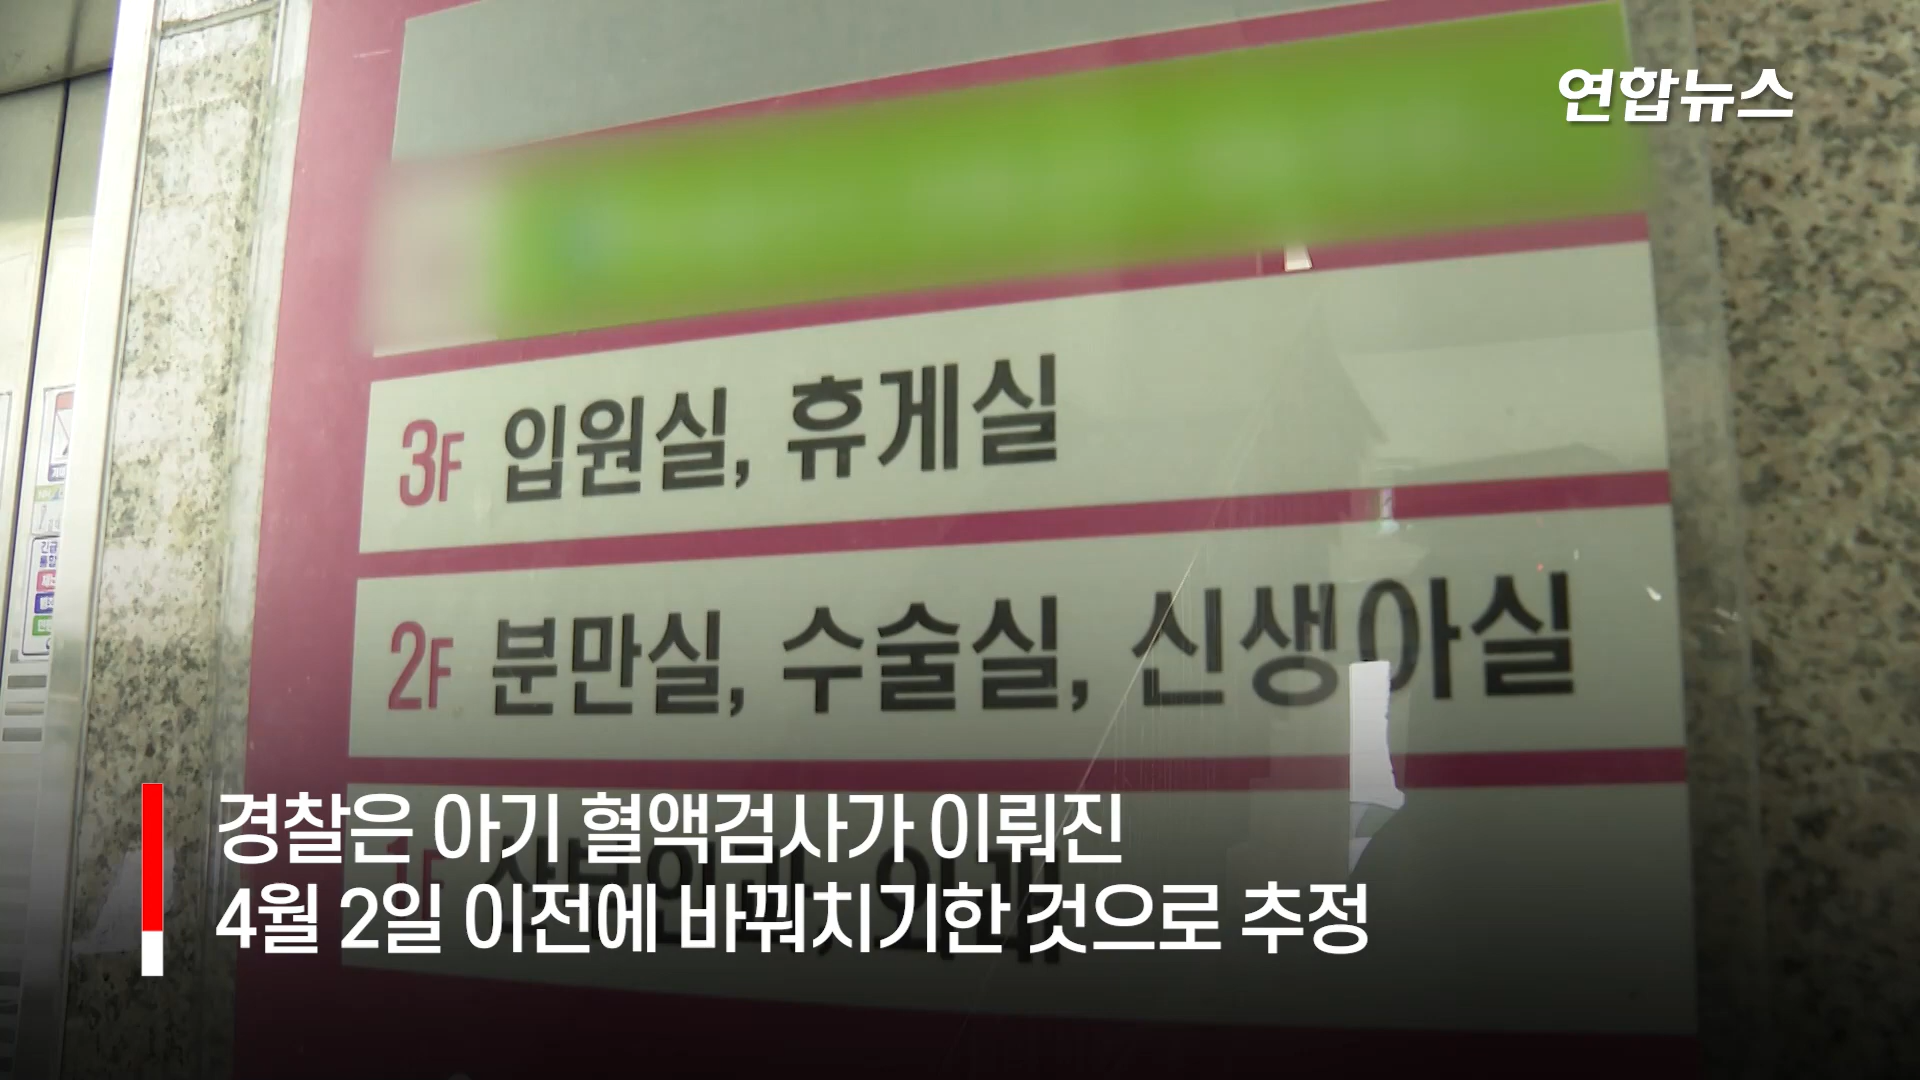 연합뉴스
3F 입원실, 휴게실
2F 분만실, 수술실, 신생아실
1F
경찰은 아기 혈액검사가 이뤄진
4월 2일 이전에 바꿔치기한 것으로 추정